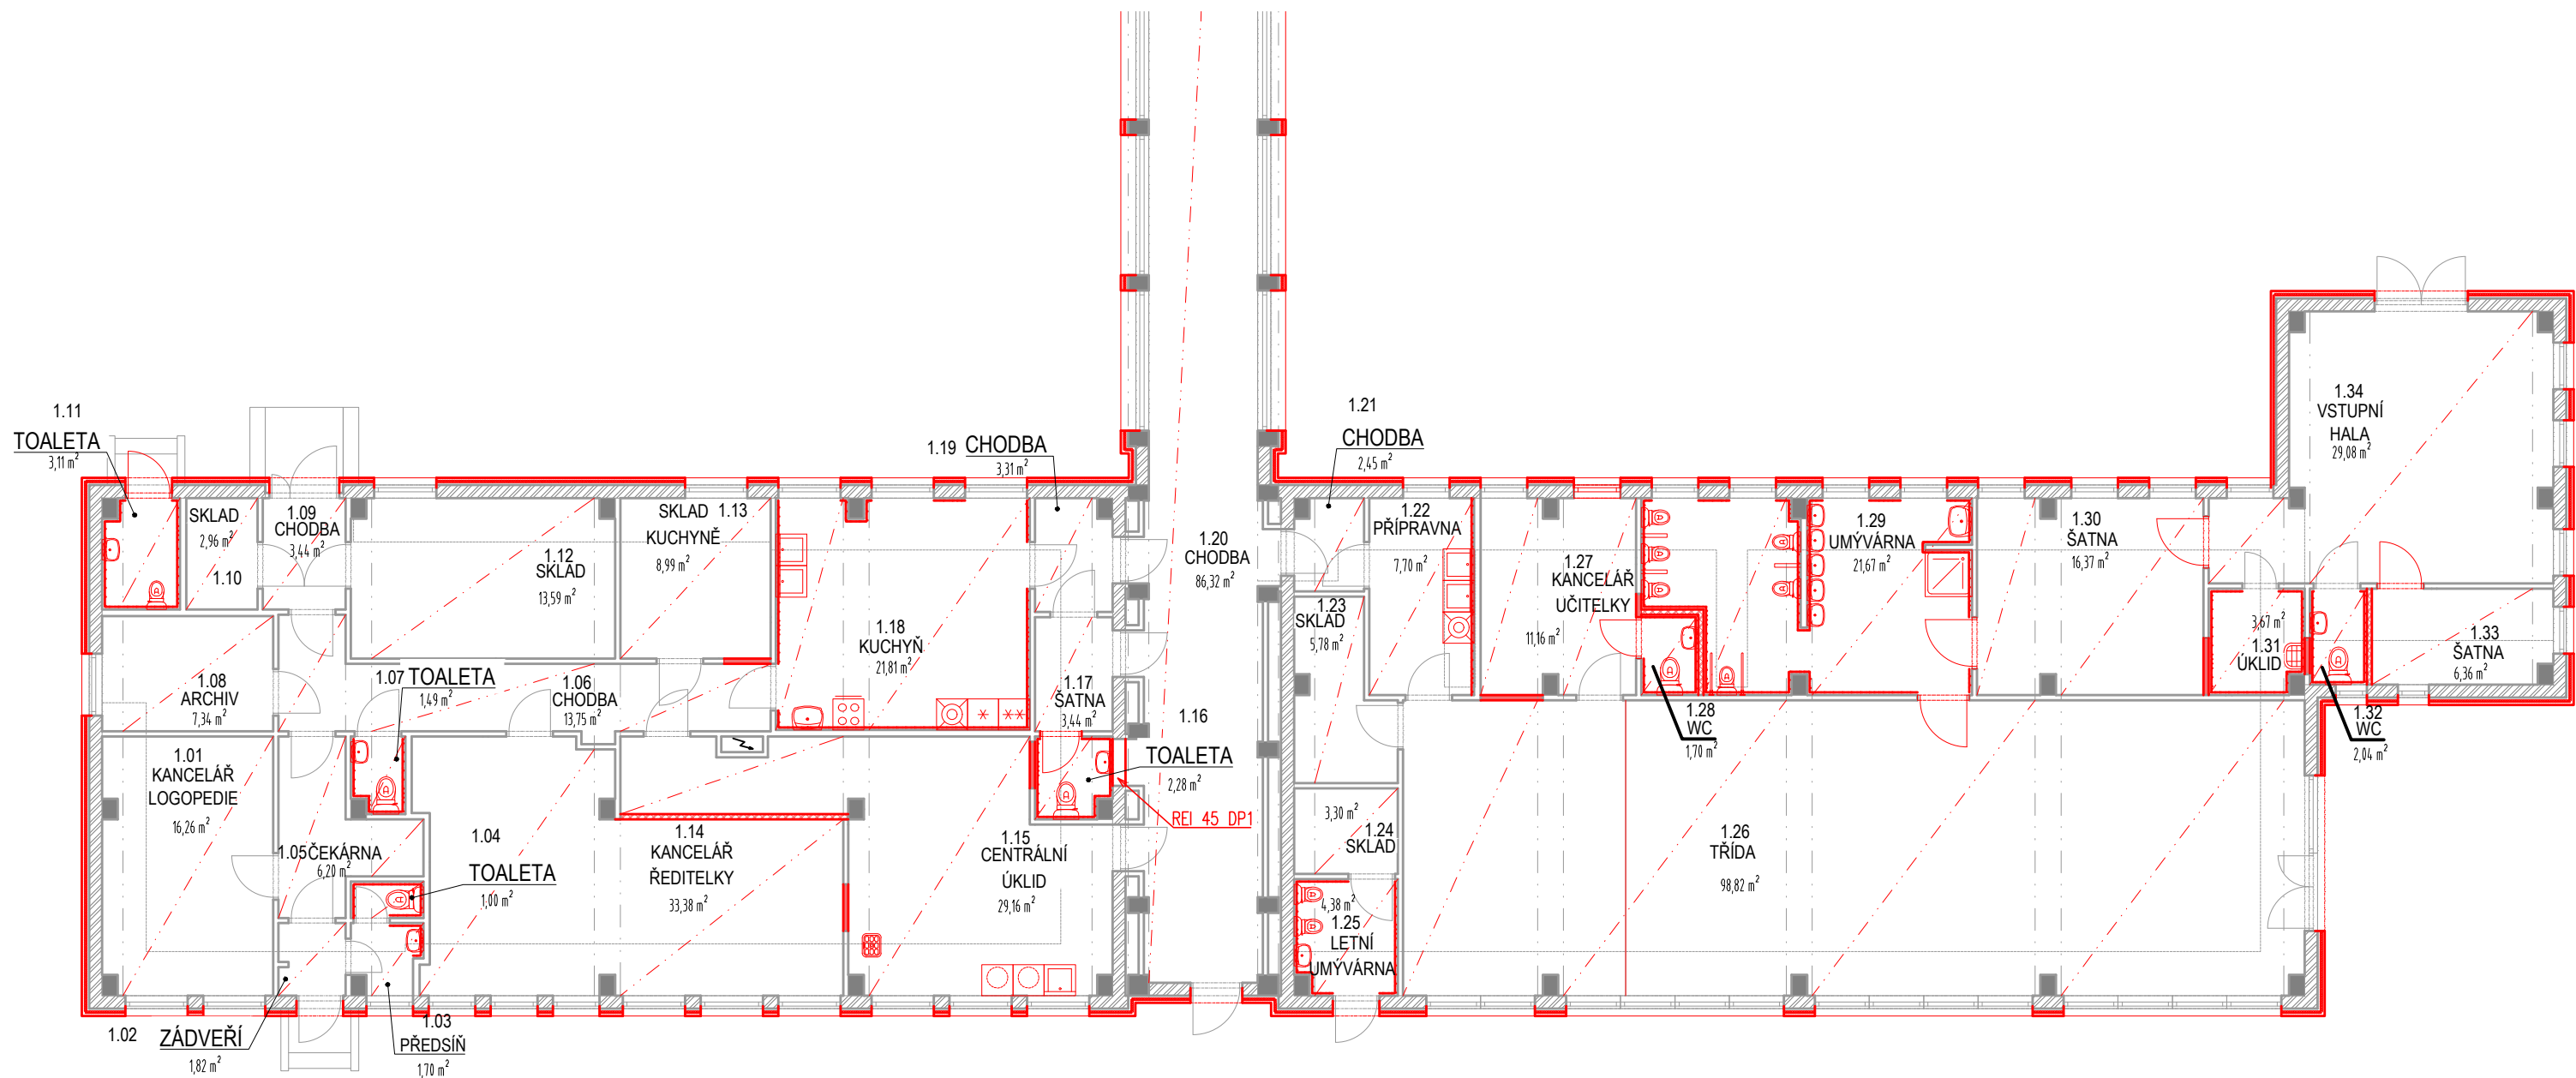 1.11
TOALETA
3,11 m²
SKLAD
2,96 m²
1.10
1.09
CHODBA
3,44 m²
1.12
SKLAD
13,59 m²
SKLAD 1.13
KUCHYNĚ
8,99 m²
1.19 CHODBA
3,31 m²
1.18
KUCHYŇ
21,81 m²
1.08
ARCHIV
7,34 m²
1.07 TOALETA
1,49 m²
1.06
CHODBA
13,75 m²
1.17
ŠATNA
3,44 m²
1.16
TOALETA
2,28 m²
REI 45 DP1
1.01
KANCELÁŘ
LOGOPEDIE
16,26 m²
1.05 ČEKÁRNA
6,20 m²
1.04
TOALETA
1,00 m²
1.14
KANCELÁŘ
ŘEDITELKY
33,38 m²
1.15
CENTRÁLNÍ
ÚKLID
29,16 m²
1.02
ZÁDVEŘÍ
1,82 m²
1.03
PŘEDSÍŇ
1,70 m²
1.20
CHODBA
86,32 m²
1.21
CHODBA
2,45 m²
1.22
PŘÍPRAVNA
7,70 m²
1.23
SKLAD
5,78 m²
3,30 m²
1.24
SKLAD
4,38 m²
1.25
LETNÍ
UMÝVÁRNA
1.27
KANCELÁŘ
UČITELKY
11,16 m²
1.28
WC
1,70 m²
1.29
UMÝVÁRNA
21,67 m²
1.30
ŠATNA
16,37 m²
1.26
TŘÍDA
98,82 m²
3,67 m²
1.31
ÚKLID
1.32
WC
2,04 m²
1.33
ŠATNA
6,36 m²
1.34
VSTUPNÍ
HALA
29,08 m²